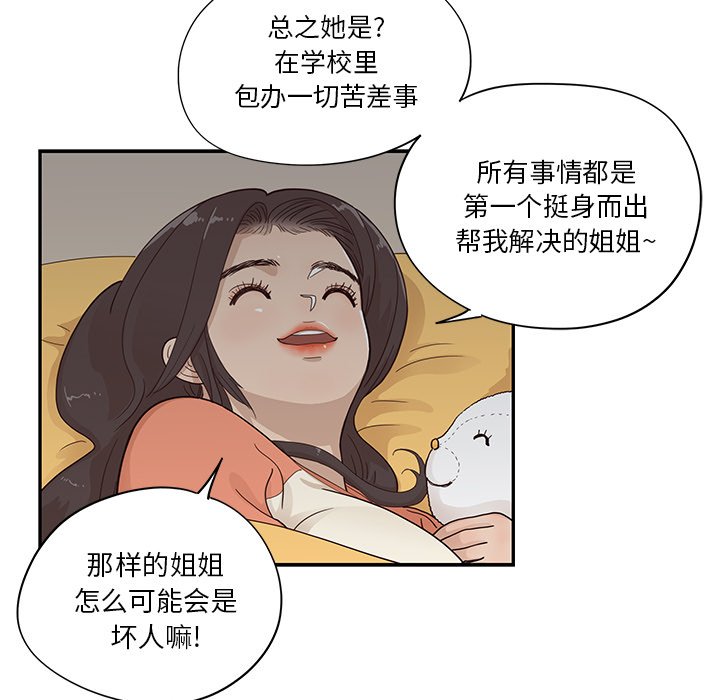 总之她是?
在学校里
包办一切苦差事
所有事情都是
第一个挺身而出
帮我解决的姐姐~
那样的姐姐
怎么可能会是
坏人嘛!